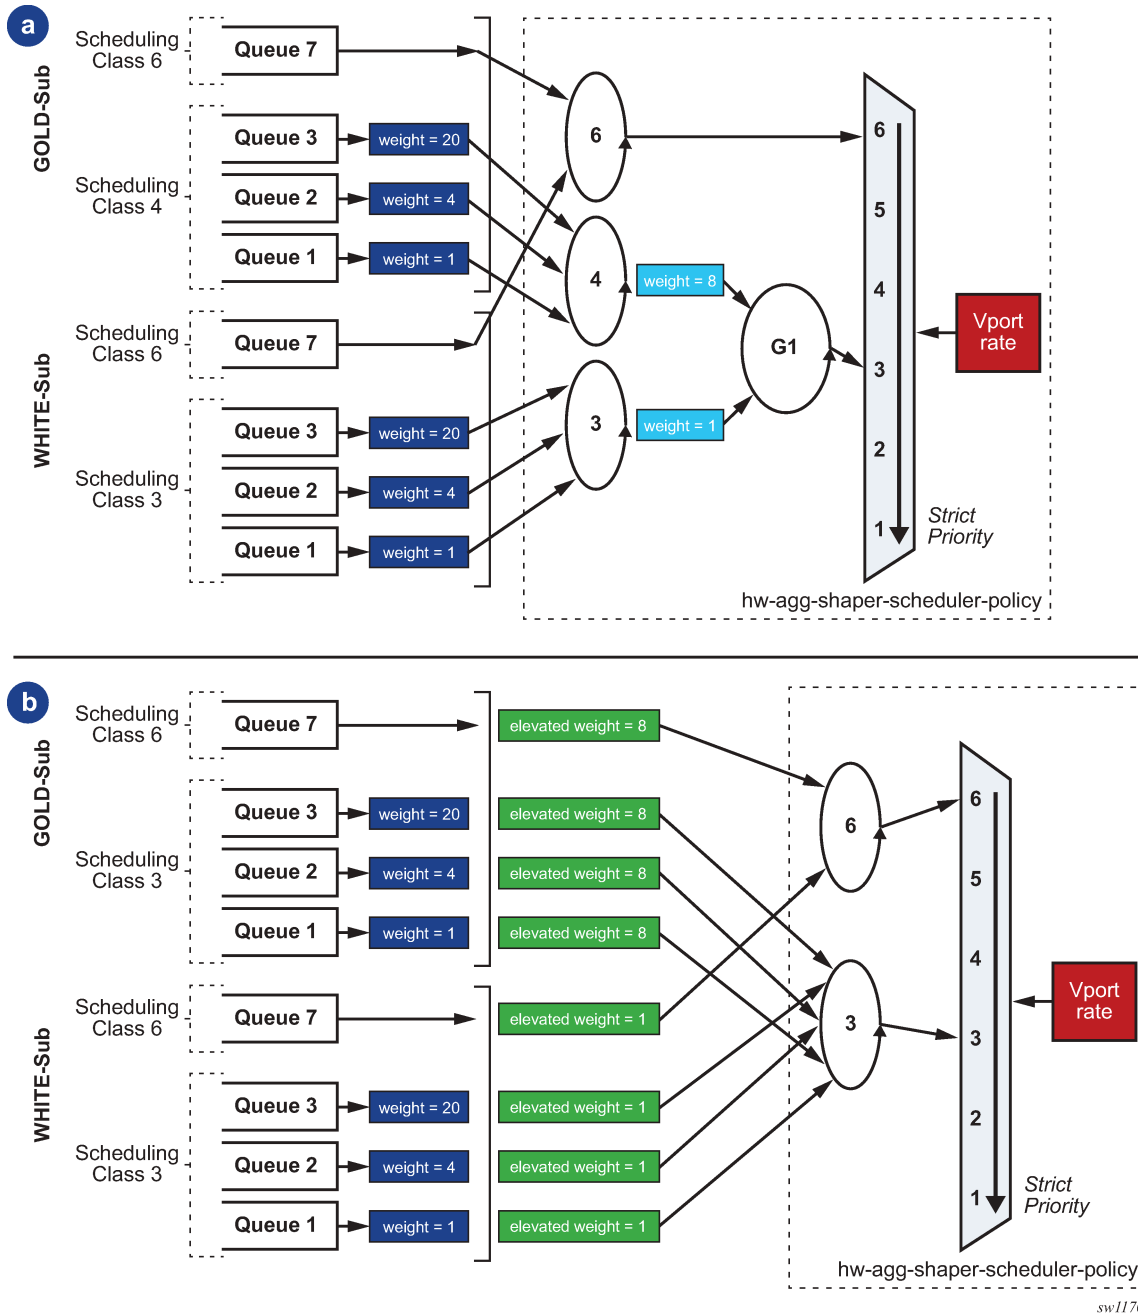 a
Scheduling
Class 6
Queue 7
GOLD-Sub
Scheduling
Class 4
Queue 3
weight = 20
Queue 2
weight = 4
Queue 1
weight = 1
Scheduling
Class 6
Queue 7
WHITE-Sub
Scheduling
Class 3
Queue 3
weight = 20
Queue 2
weight = 4
Queue 1
weight = 1
6
4
weight = 8
3
weight = 1
G1
6
5
4
3
2
1
Strict
Priority
Vport
rate
hw-agg-shaper-scheduler-policy
b
Scheduling
Class 6
Queue 7
elevated weight = 8
GOLD-Sub
Scheduling
Class 3
Queue 3
weight = 20
elevated weight = 8
Queue 2
weight = 4
elevated weight = 8
Queue 1
weight = 1
elevated weight = 8
Scheduling
Class 6
Queue 7
elevated weight = 1
WHITE-Sub
Scheduling
Class 3
Queue 3
weight = 20
elevated weight = 1
Queue 2
weight = 4
elevated weight = 1
Queue 1
weight = 1
elevated weight = 1
6
3
6
5
4
3
2
1
Strict
Priority
Vport
rate
hw-agg-shaper-scheduler-policy